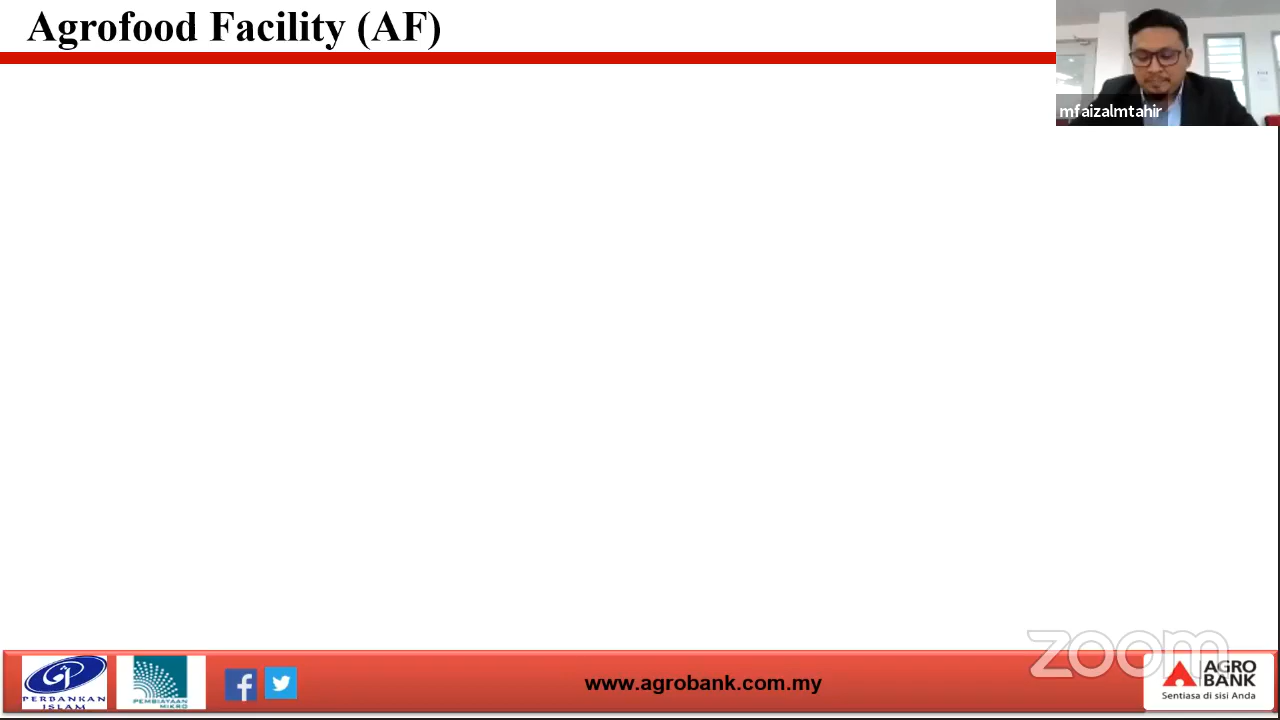 Agrofood Facility (AF)
mfaizalmtahir
zoom
PERBANKAN
ISLAM
PEMBIAYAAN
MIKRO
www.agrobank.com.my
AGRO
BANK
Sentiasa di sisi Anda